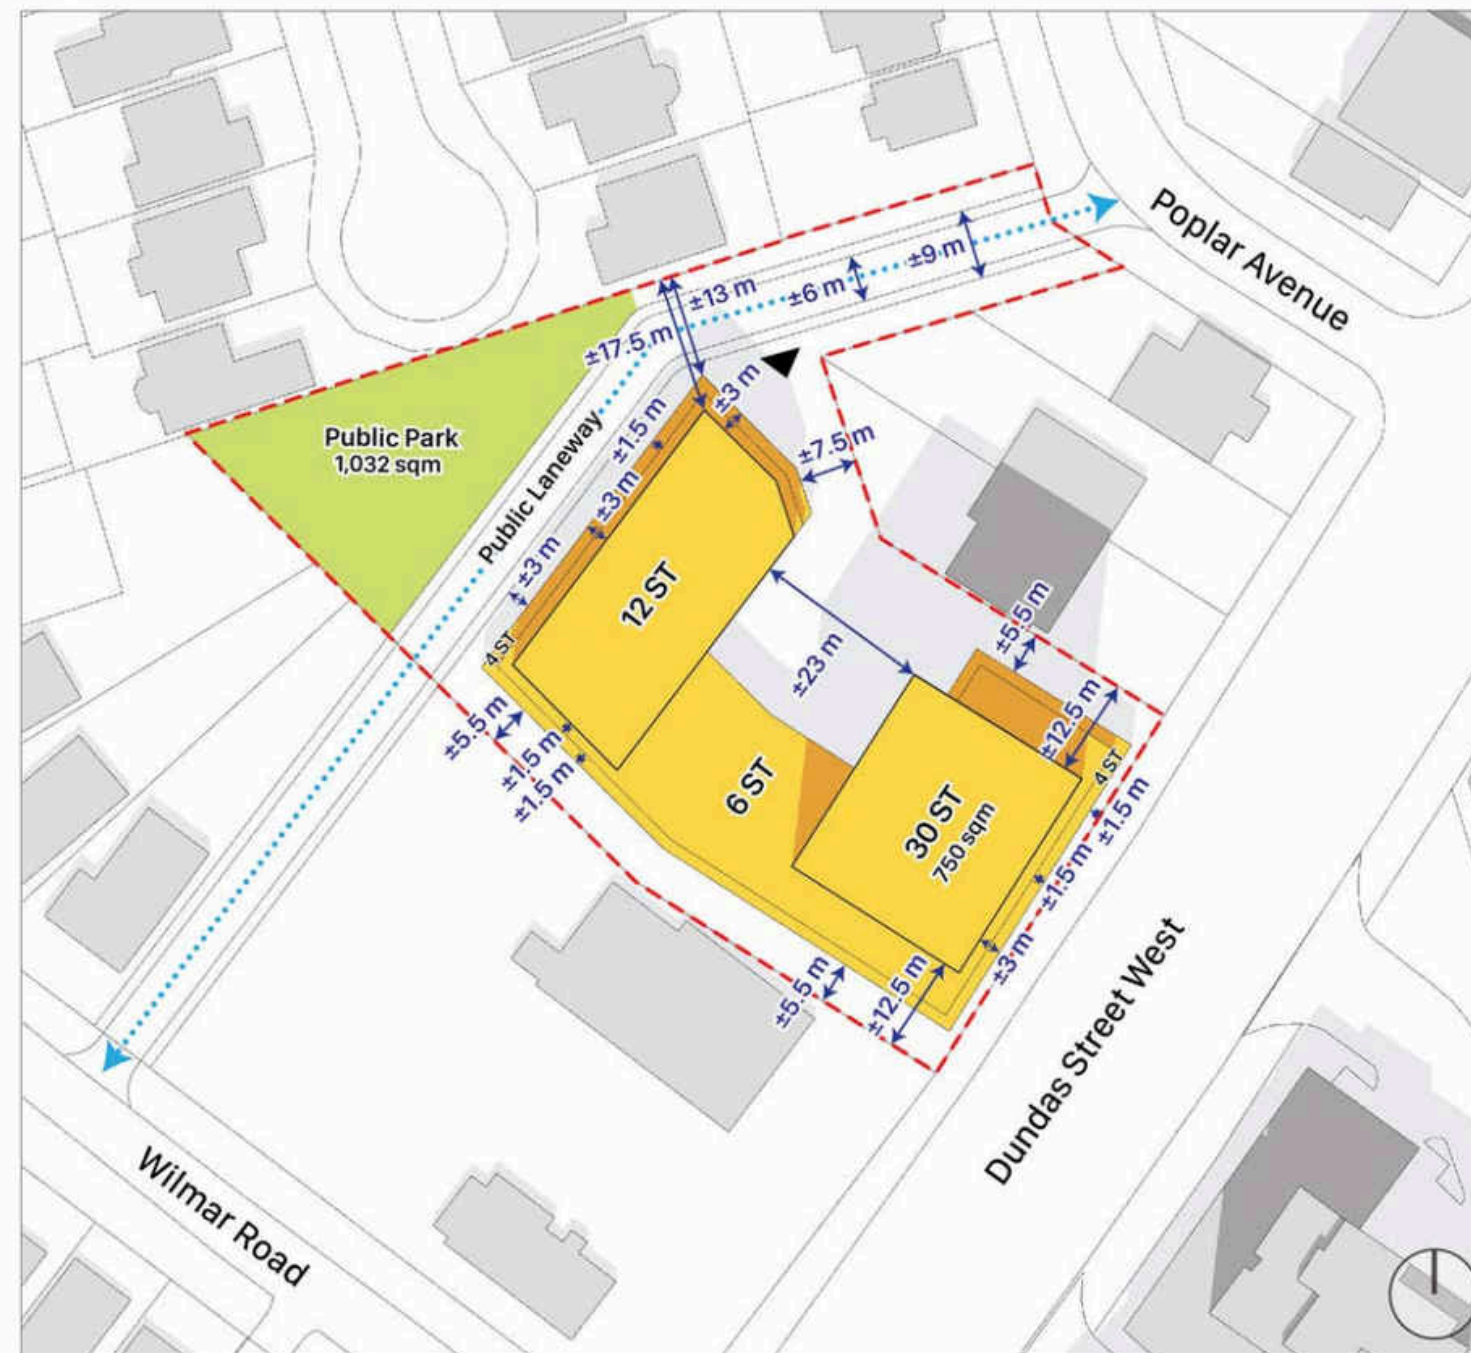 Poplar Avenue
±9 m
±6 m
±13 m
±17.5 m
±3 m
±1.5 m
±7.5 m
Public Park
1,032 sqm
±3 m
Public Laneway
±3 m
12 ST
4 ST
±5.5 m
±23 m
±5.5 m
±12.5 m
4 ST
±1.5 m
±1.5 m
6 ST
30 ST
750 sqm
±1.5 m
±1.5 m
±3 m
±5.5 m
±12.5 m
Dundas Street West
Wilmar Road